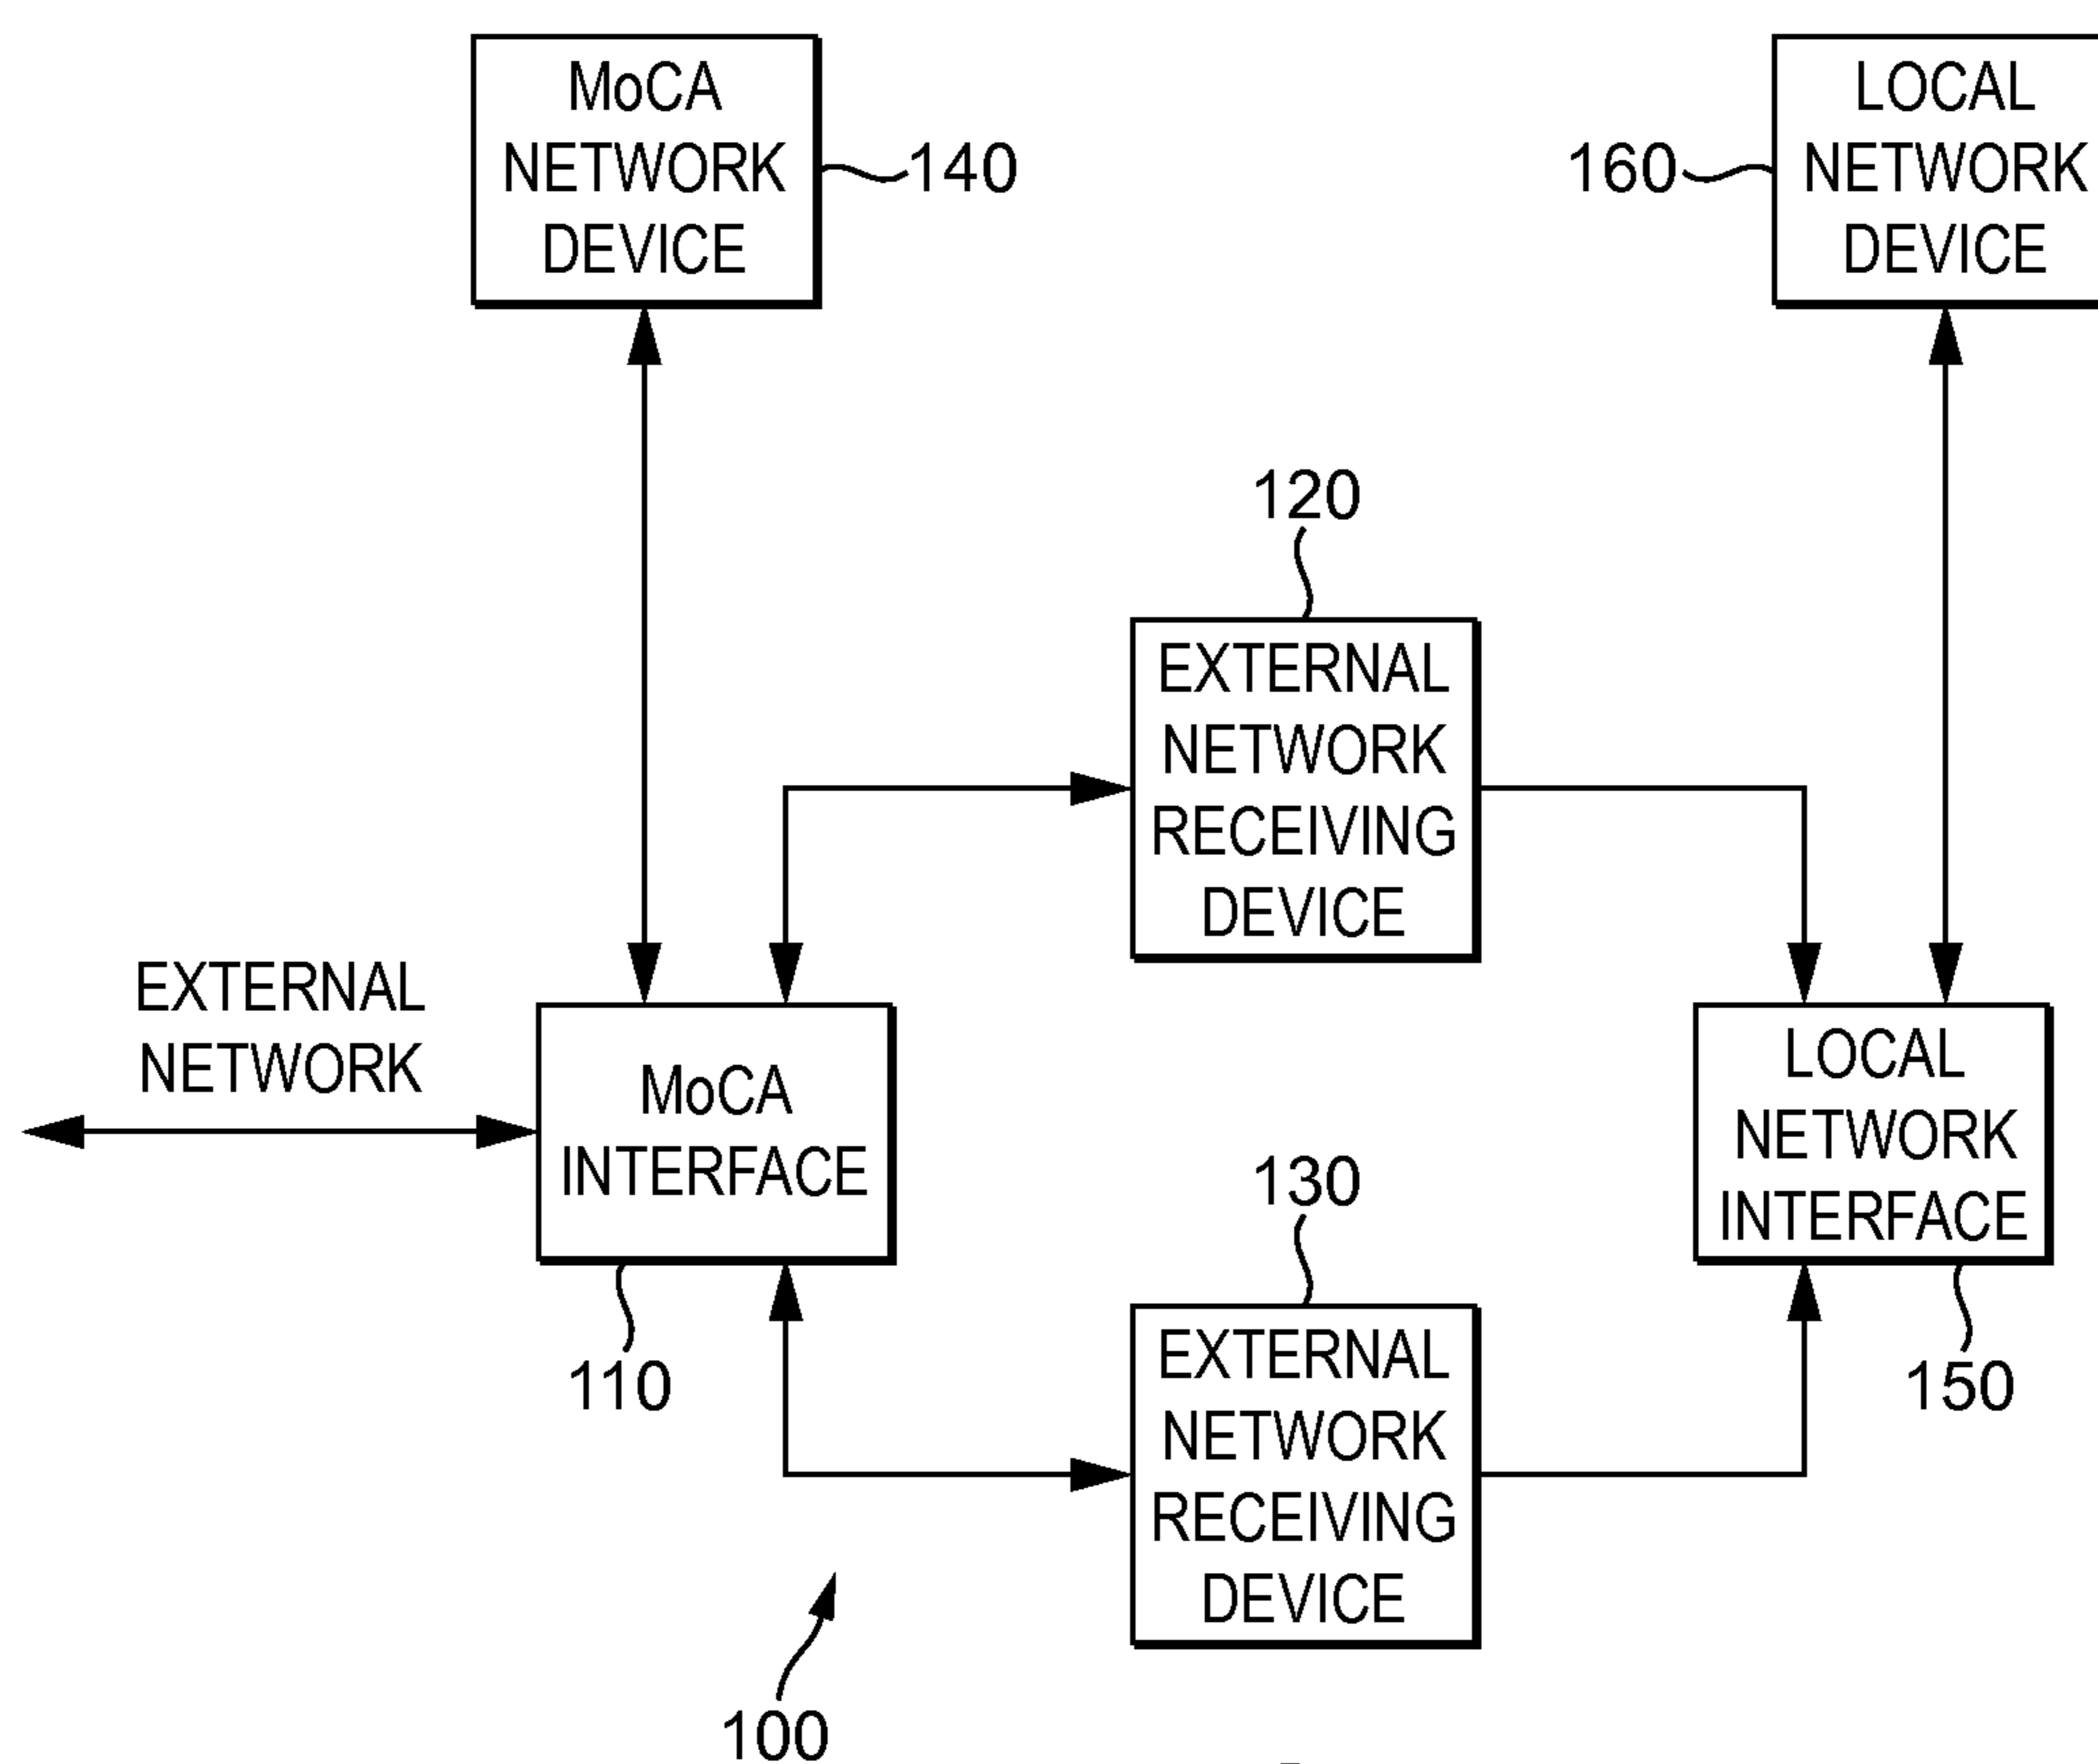 MoCA
NETWORK
DEVICE
140
LOCAL
NETWORK
DEVICE
160
120
EXTERNAL
NETWORK
RECEIVING
DEVICE
EXTERNAL
NETWORK
MoCA
INTERFACE
110
LOCAL
NETWORK
INTERFACE
150
130
EXTERNAL
NETWORK
RECEIVING
DEVICE
100